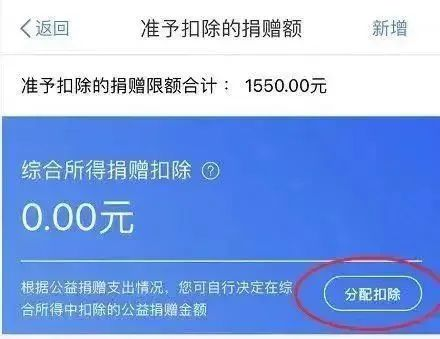 返回 准予扣除的捐赠额 新增
准予扣除的捐赠限额合计： 1550.00元
综合所得捐赠扣除 ?
0.00元
根据公益捐赠支出情况，您可自行决定在综
合所得中扣除的公益捐赠金额
分配扣除